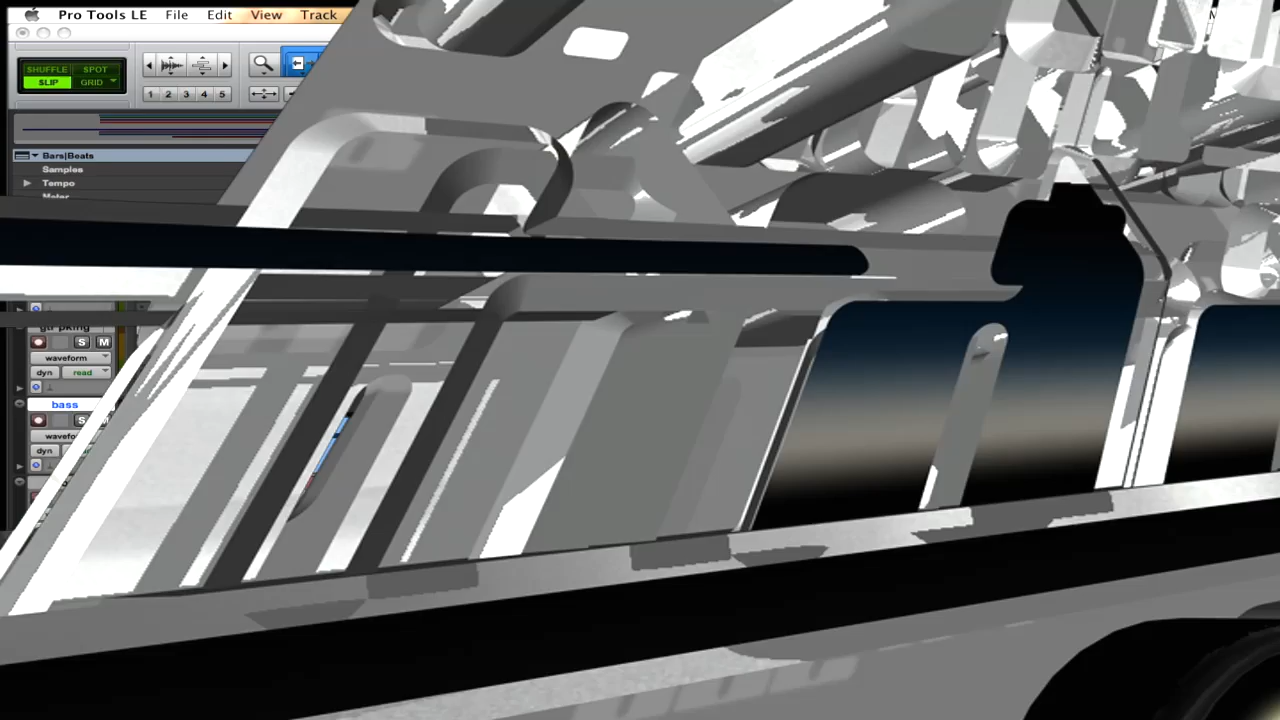 Pro Tools LE File Edit View Track
SHUFFLE SPOT
SLIP GRID
1 2 3 4 5
Bars|Beats
Samples
Tempo
S M
waveform
dyn read
bass
S
dyn